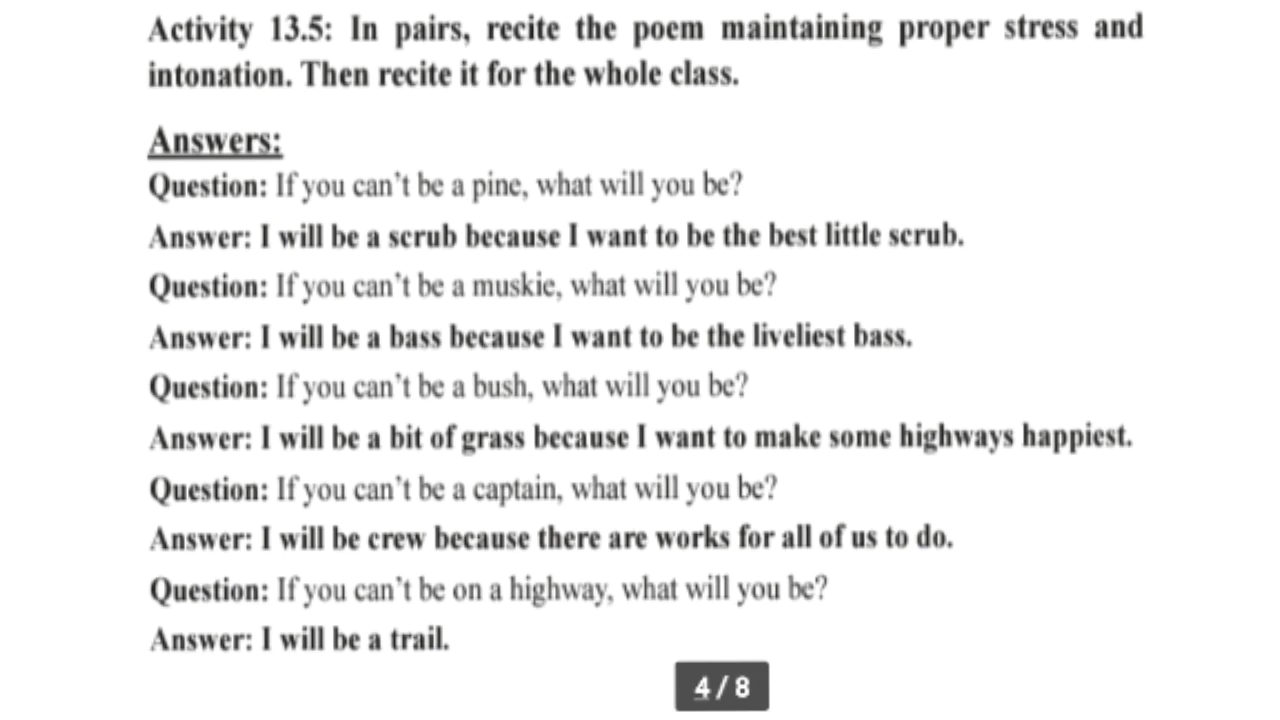 Activity 13.5: In pairs, recite the poem maintaining proper stress and
intonation. Then recite it for the whole class.
Answers:
Question: If you can't be a pine, what will you be?
Answer: I will be a scrub because I want to be the best little scrub.
Question: If you can't be a muskie, what will you be?
Answer: I will be a bass because I want to be the liveliest bass.
Question: If you can't be a bush, what will you be?
Answer: I will be a bit of grass because I want to make some highways happiest.
Question: If you can't be a captain, what will you be?
Answer: I will be crew because there are works for all of us to do.
Question: If you can't be on a highway, what will you be?
Answer: I will be a trail.
4 / 8